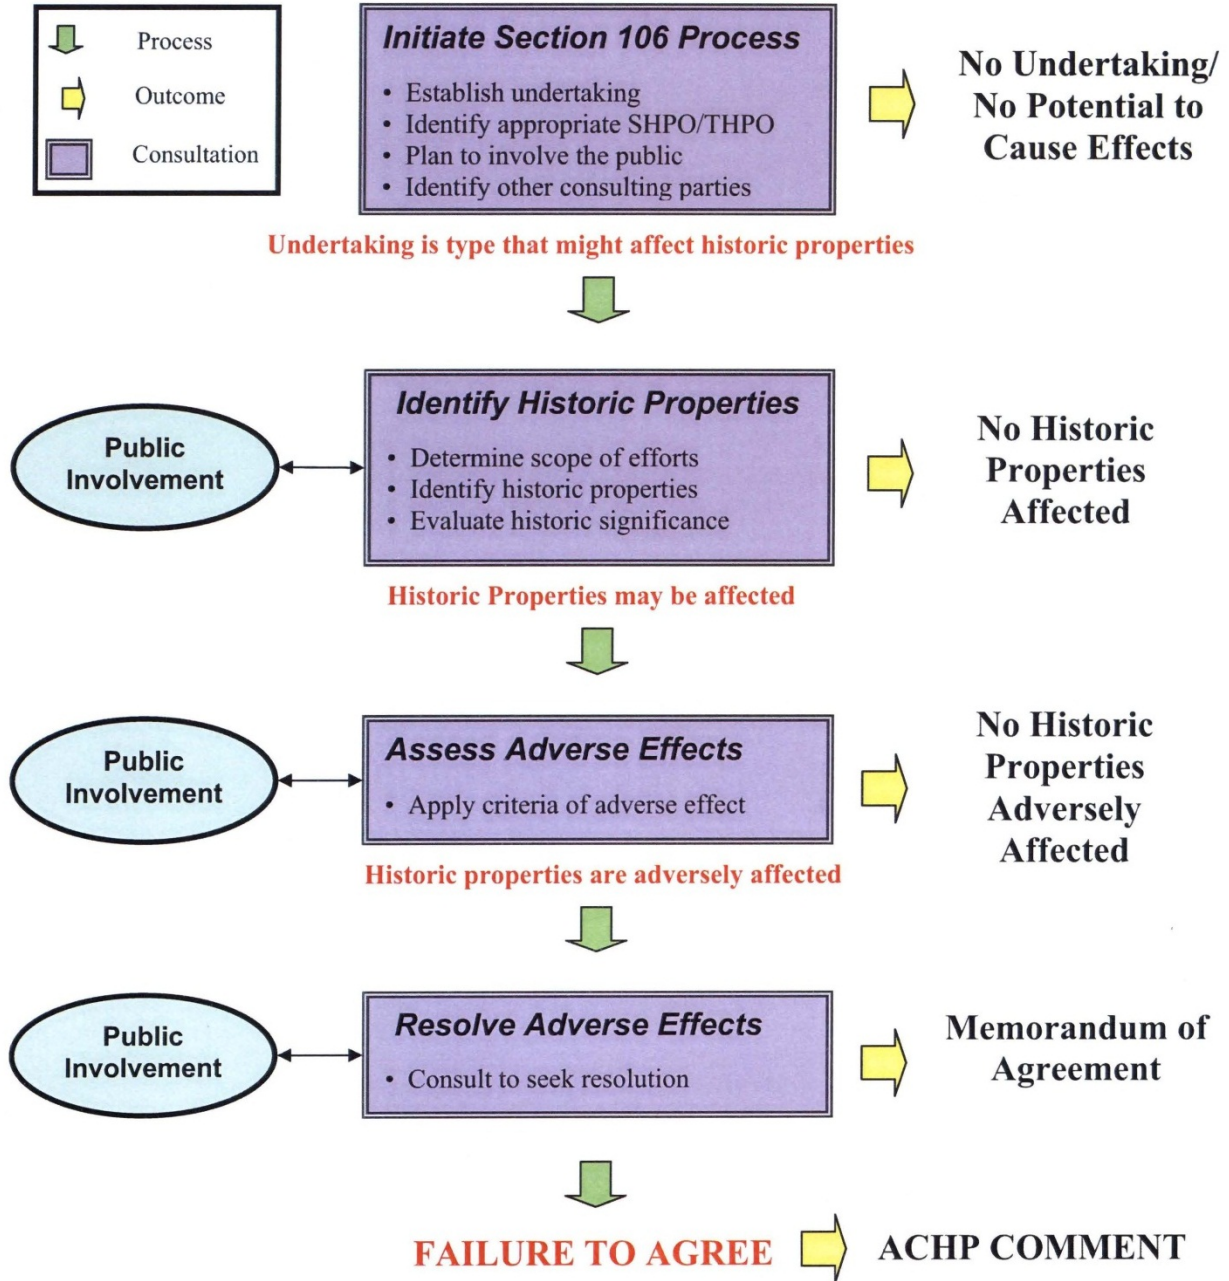 Process
Outcome
Consultation
Initiate Section 106 Process
• Establish undertaking
• Identify appropriate SHPO/THPO
• Plan to involve the public
• Identify other consulting parties
No Undertaking/
No Potential to
Cause Effects
Undertaking is type that might affect historic properties
Public
Involvement
Identify Historic Properties
• Determine scope of efforts
• Identify historic properties
• Evaluate historic significance
No Historic
Properties
Affected
Historic Properties may be affected
Public
Involvement
Assess Adverse Effects
• Apply criteria of adverse effect
No Historic
Properties
Adversely
Affected
Historic properties are adversely affected
Public
Involvement
Resolve Adverse Effects
• Consult to seek resolution
Memorandum of
Agreement
FAILURE TO AGREE
ACHP COMMENT